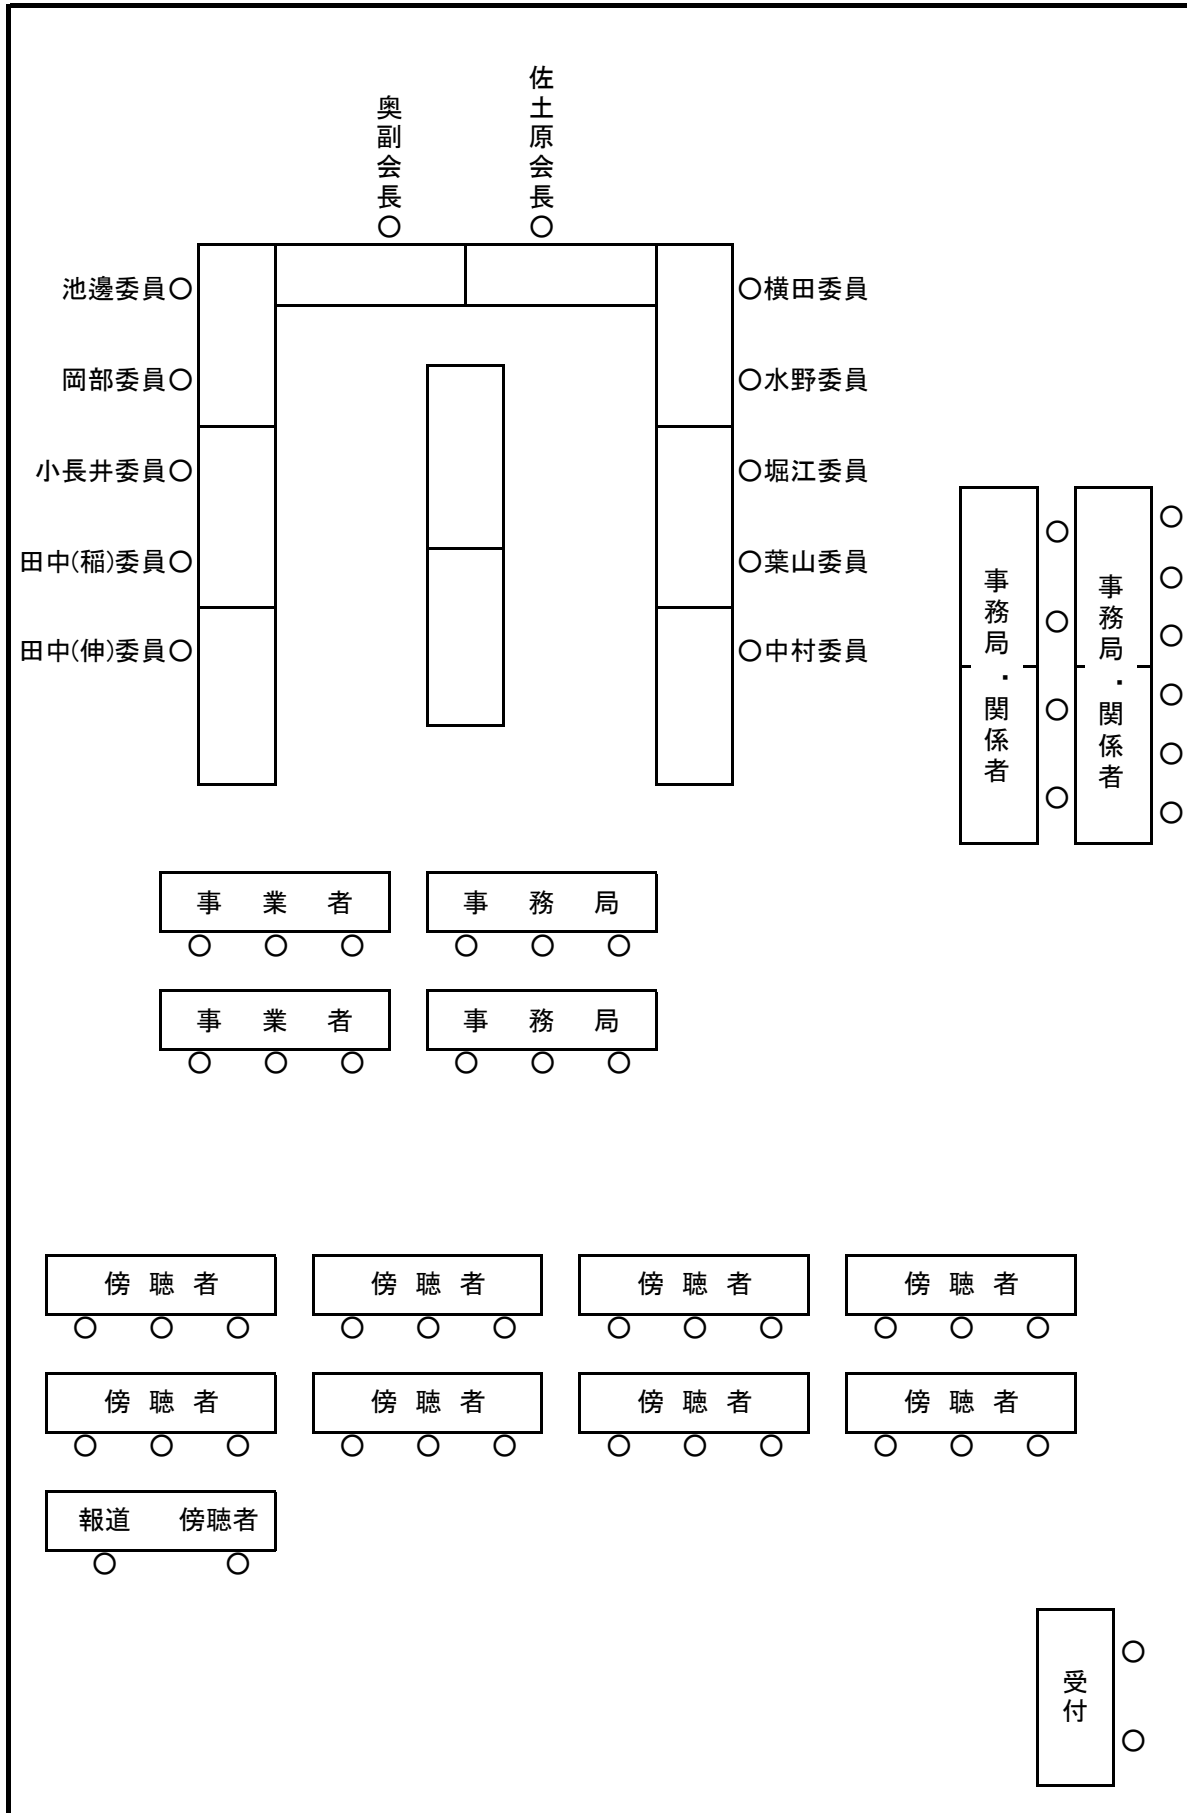 佐土原会長
奥副会長
池邊委員
横田委員
岡部委員
水野委員
小長井委員
堀江委員
田中(稲)委員
葉山委員
田中(伸)委員
中村委員
事務局・関係者
事務局・関係者
事業者
事務局
事業者
事務局
傍聴者
傍聴者
傍聴者
傍聴者
傍聴者
傍聴者
傍聴者
傍聴者
報道 傍聴者
受付